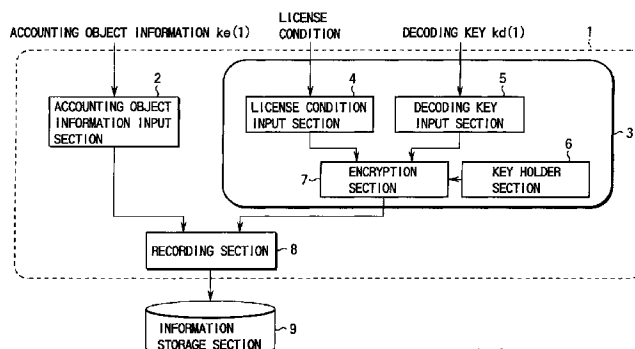 ACCOUNTING OBJECT INFORMATION ke(1)
LICENSE
CONDITION
DECODING KEY kd(1)
1
2
ACCOUNTING OBJECT
INFORMATION INPUT
SECTION
4
LICENSE CONDITION
INPUT SECTION
5
DECODING KEY
INPUT SECTION
3
6
7
ENCRYPTION
SECTION
KEY HOLDER
SECTION
RECORDING SECTION
8
INFORMATION
STORAGE SECTION
9